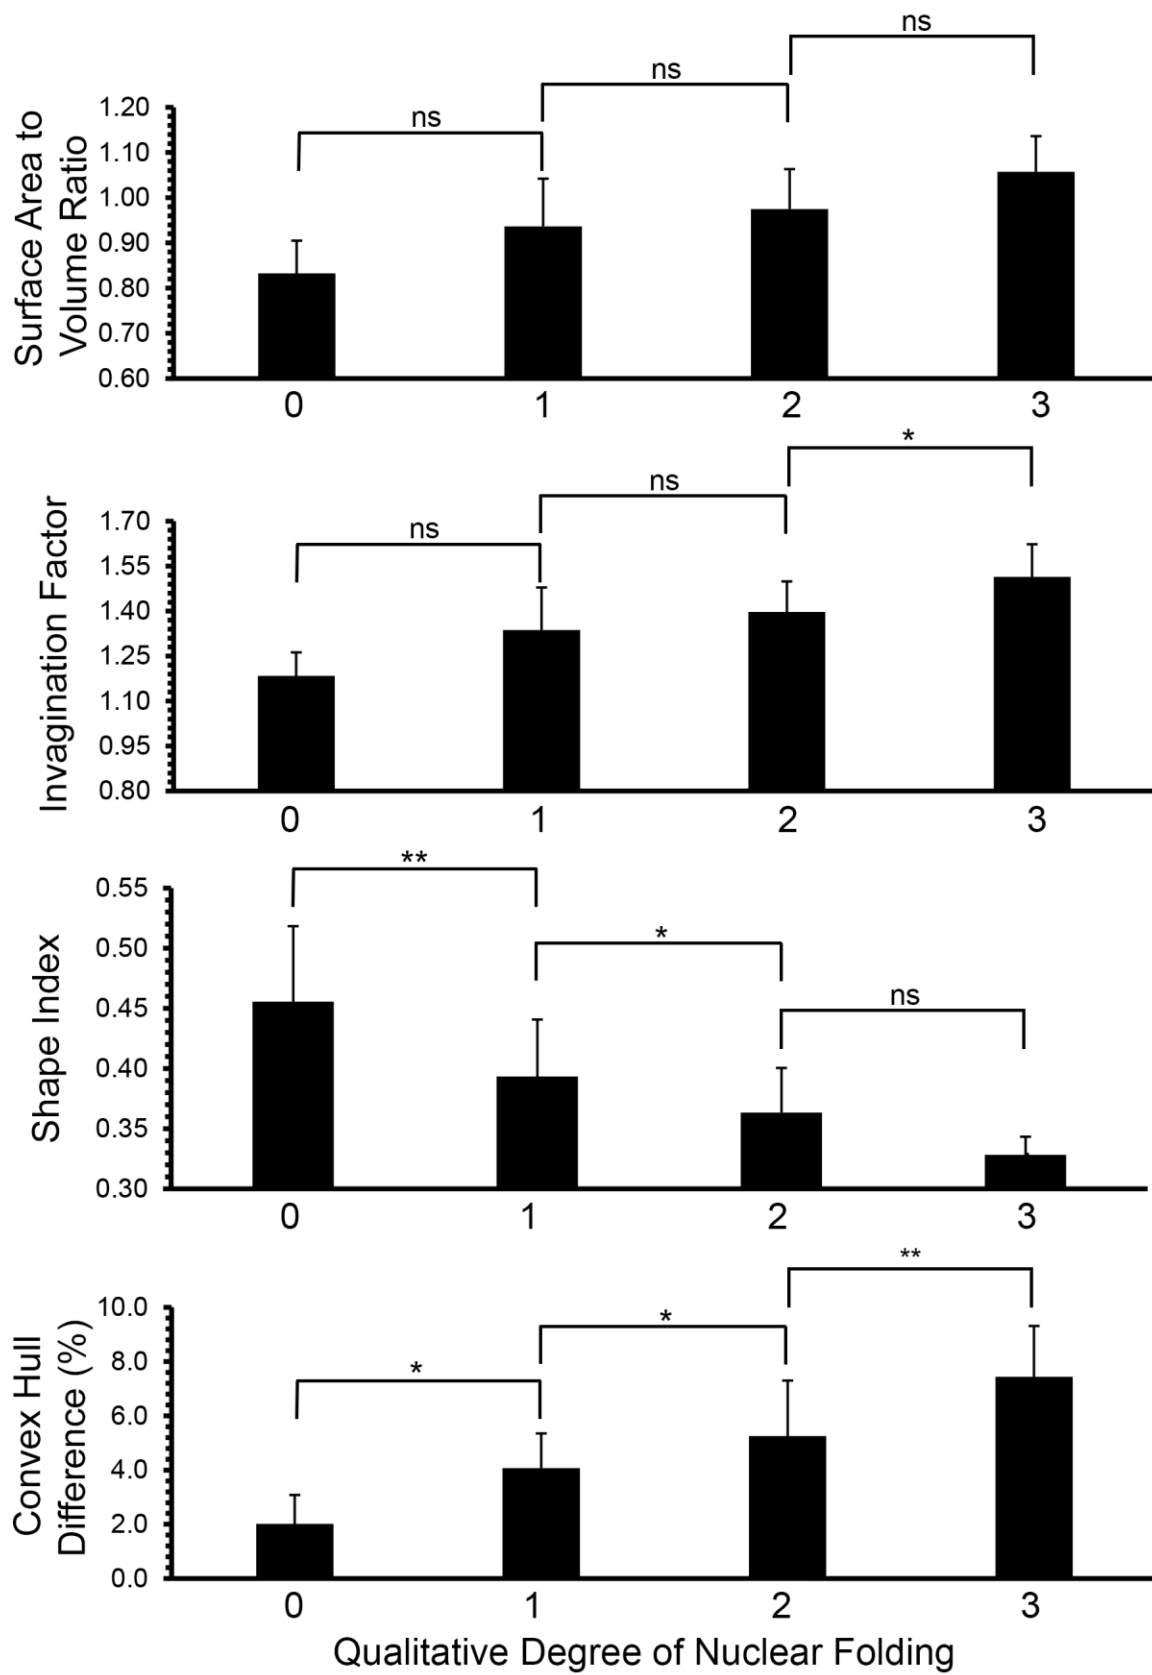 ns
ns
ns
Surface Area to
Volume Ratio
1.20
1.10
1.00
0.90
0.80
0.70
0.60
0 1 2 3
*
ns
ns
Invagination Factor
1.70
1.55
1.40
1.25
1.10
0.95
0.80
0 1 2 3
**
*
ns
Shape Index
0.55
0.50
0.45
0.40
0.35
0.30
0 1 2 3
**
*
*
Convex Hull
Difference (%)
10.0
8.0
6.0
4.0
2.0
0.0
0 1 2 3
Qualitative Degree of Nuclear Folding